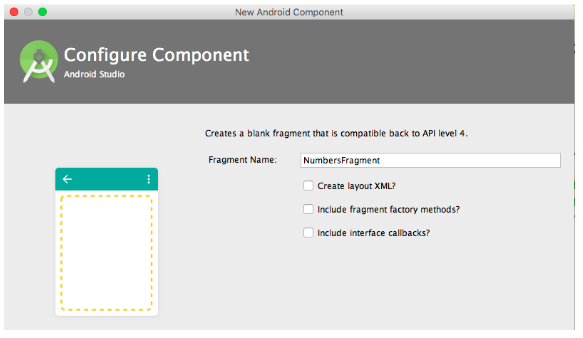 New Android Component
Configure Component
Android Studio
Creates a blank fragment that is compatible back to API level 4.
Fragment Name: NumbersFragment
Create layout XML?
Include fragment factory methods?
Include interface callbacks?